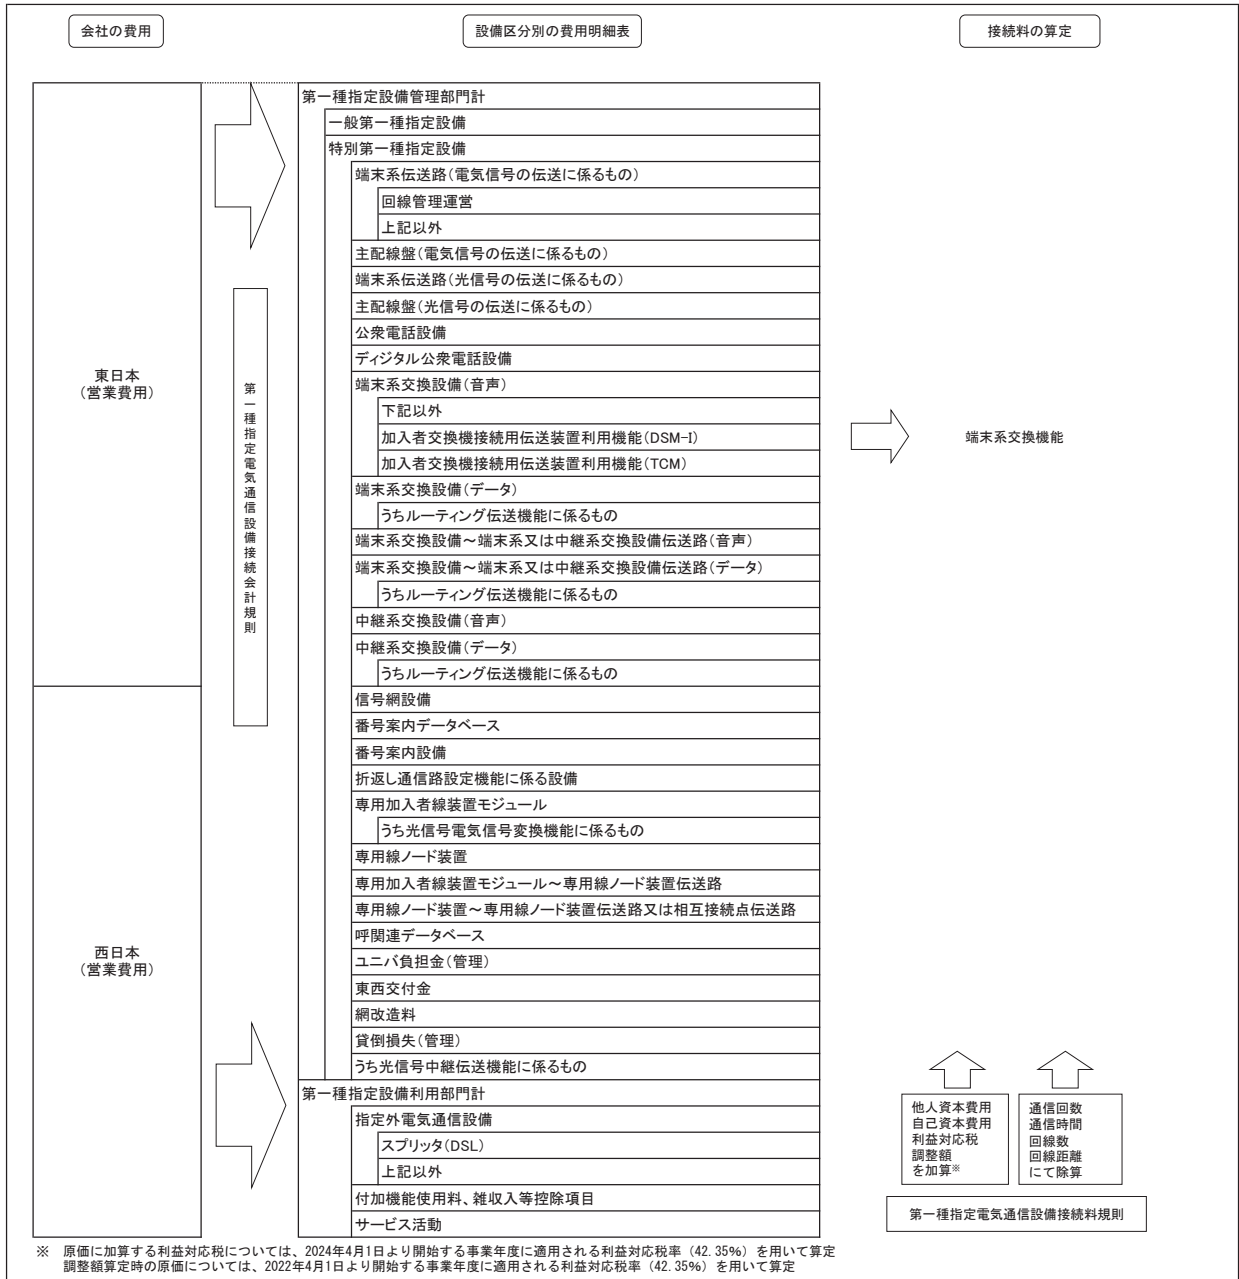 会社の費用
設備区分別の費用明細表
接続料の算定
東日本
(営業費用)
西日本
(営業費用)
第一種指定電気通信設備接続会計規則
第一種指定設備管理部門計
一般第一種指定設備
特別第一種指定設備
端末系伝送路(電気信号の伝送に係るもの)
回線管理運営
上記以外
主配線盤(電気信号の伝送に係るもの)
端末系伝送路(光信号の伝送に係るもの)
主配線盤(光信号の伝送に係るもの)
公衆電話設備
ディジタル公衆電話設備
端末系交換設備(音声)
下記以外
加入者交換機接続用伝送装置利用機能(DSM-I)
加入者交換機接続用伝送装置利用機能(TCM)
端末系交換設備(データ)
うちルーティング伝送機能に係るもの
端末系交換設備~端末系又は中継系交換設備伝送路(音声)
端末系交換設備~端末系又は中継系交換設備伝送路(データ)
うちルーティング伝送機能に係るもの
中継系交換設備(音声)
中継系交換設備(データ)
うちルーティング伝送機能に係るもの
信号網設備
番号案内データベース
番号案内設備
折返し通信路設定機能に係る設備
専用加入者線装置モジュール
うち光信号電気信号変換機能に係るもの
専用線ノード装置
専用加入者線装置モジュール~専用線ノード装置伝送路
専用線ノード装置~専用線ノード装置伝送路又は相互接続点伝送路
呼関連データベース
ユニバ負担金(管理)
東西交付金
網改造料
貸倒損失(管理)
うち光信号中継伝送機能に係るもの
第一種指定設備利用部門計
指定外電気通信設備
スプリッタ(DSL)
上記以外
付加機能使用料、雑収入等控除項目
サービス活動
端末系交換機能
他人資本費用
自己資本費用
利益対応税
調整額
を加算※
通信回数
通信時間
回線数
回線距離
にて除算
第一種指定電気通信設備接続料規則
※ 原価に加算する利益対応税については、2024年4月1日より開始する事業年度に適用される利益対応税率(42.35%)を用いて算定
調整額算定時の原価については、2022年4月1日より開始する事業年度に適用される利益対応税率(42.35%)を用いて算定